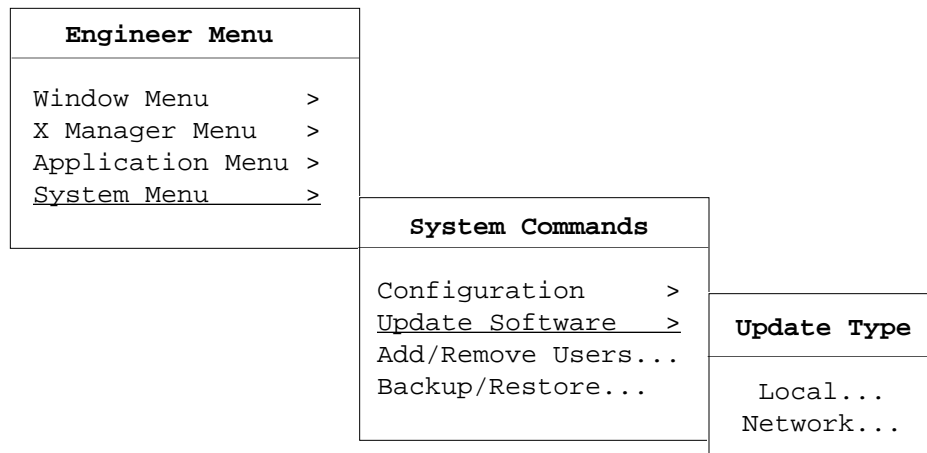 Engineer Menu
Window Menu >
X Manager Menu >
Application Menu >
System Menu >
System Commands
Configuration >
Update Software >
Add/Remove Users...
Backup/Restore...
Update Type
Local...
Network...